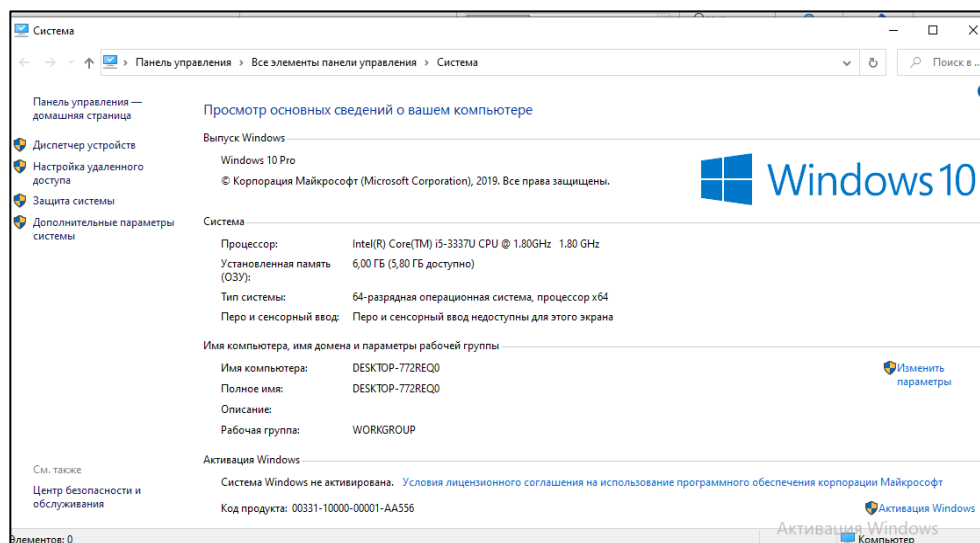 Система
Панель управления › Все элементы панели управления › Система
Поиск в ...
Панель управления —
домашняя страница
Диспетчер устройств
Настройка удаленного
доступа
Защита системы
Дополнительные параметры
системы
Просмотр основных сведений о вашем компьютере
Выпуск Windows
Windows 10 Pro
© Корпорация Майкрософт (Microsoft Corporation), 2019. Все права защищены.
Windows 10
Система
Процессор: Intel(R) Core(TM) i5-3337U CPU @ 1.80GHz 1.80 GHz
Установленная память 6,00 ГБ (5,80 ГБ доступно)
(ОЗУ):
Тип системы: 64-разрядная операционная система, процессор x64
Перо и сенсорный ввод: Перо и сенсорный ввод недоступны для этого экрана
Имя компьютера, имя домена и параметры рабочей группы
Имя компьютера: DESKTOP-772REQ0
Изменить
параметры
Полное имя: DESKTOP-772REQ0
Описание:
Рабочая группа: WORKGROUP
Активация Windows
Система Windows не активирована. Условия лицензионного соглашения на использование программного обеспечения корпорации Майкрософт
Код продукта: 00331-10000-00001-AA556
Активация Windows
См. также
Центр безопасности и
обслуживания
Активация Windows
Элементов: 0
Компьютер